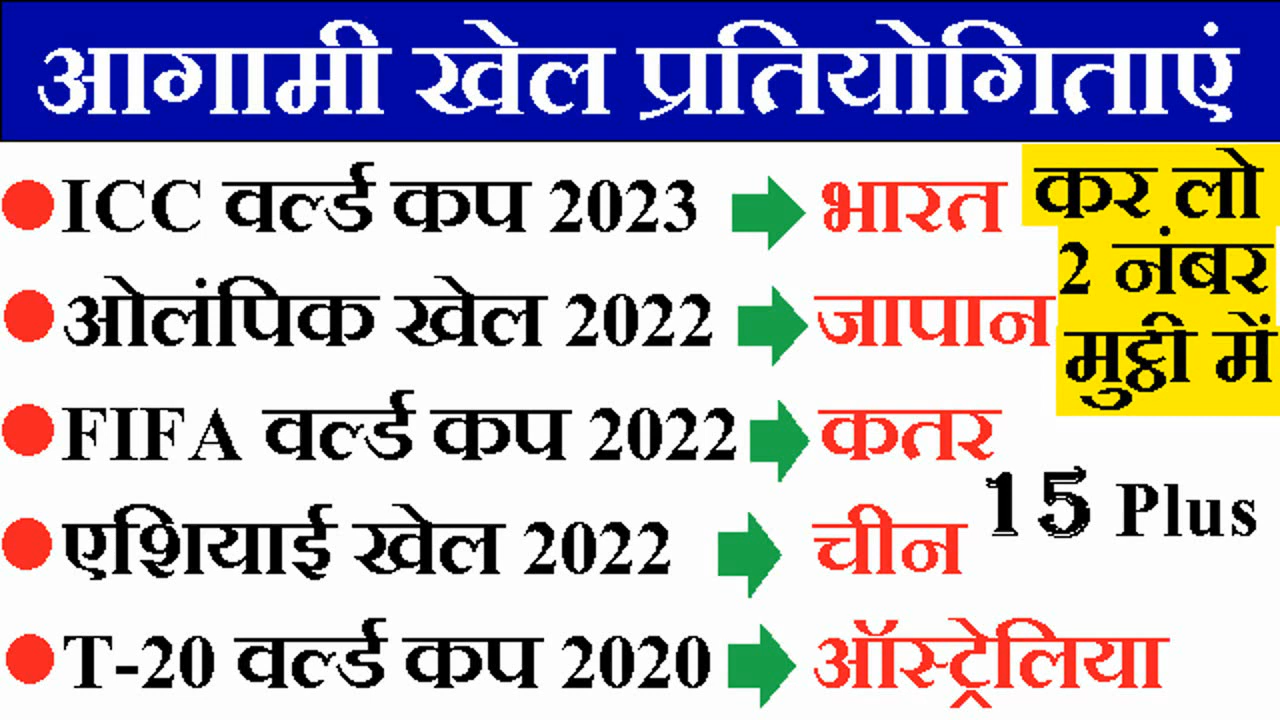 आगामी खेल प्रतियोगिताएं
ICC वर्ल्ड कप 2023 भारत
ओलंपिक खेल 2022 जापान
FIFA वर्ल्ड कप 2022 कतर
एशियाई खेल 2022 चीन
T-20 वर्ल्ड कप 2020 ऑस्ट्रेलिया
कर लो
2 नंबर
मुट्ठी में
15 Plus